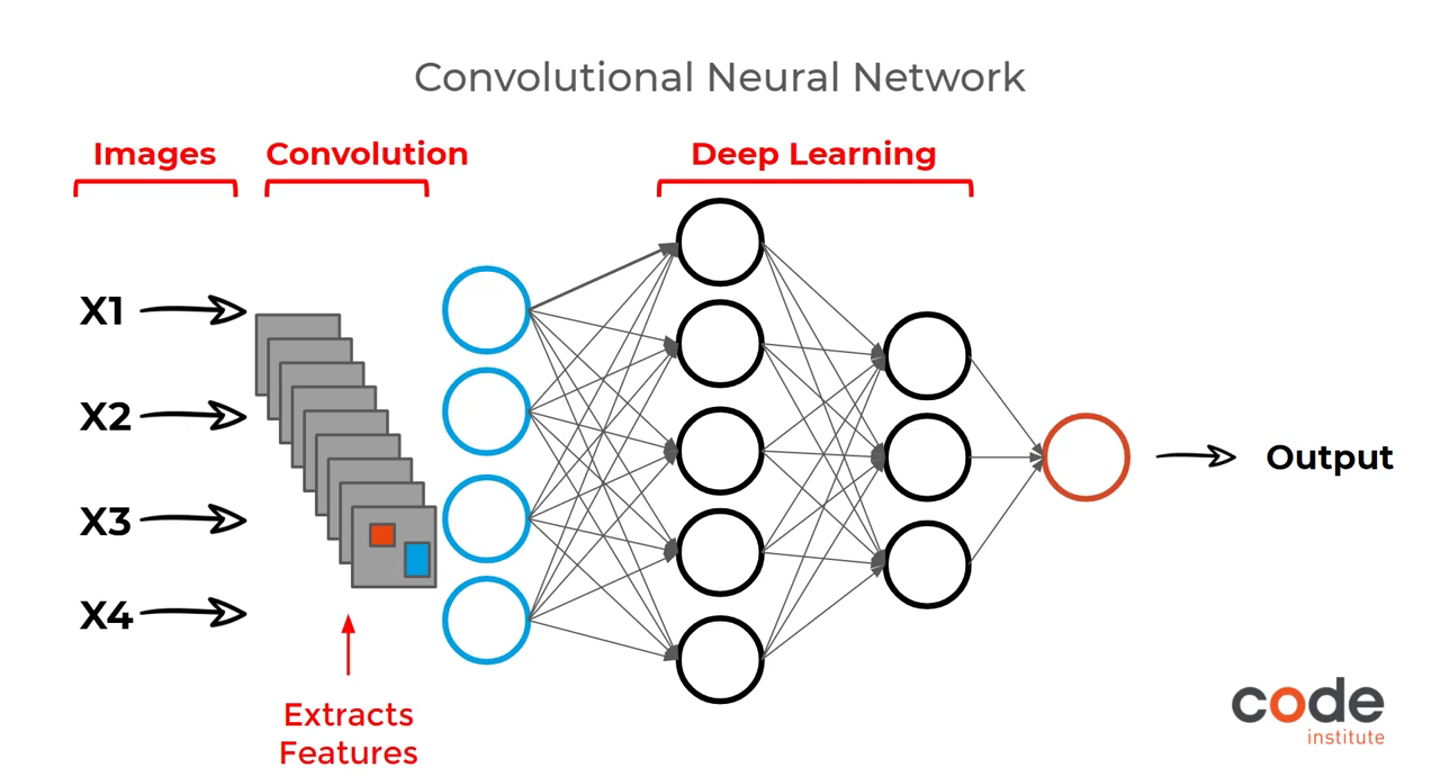 Convolutional Neural Network
Images
Convolution
Deep Learning
X1
X2
X3
X4
Output
Extracts
Features
code
institute